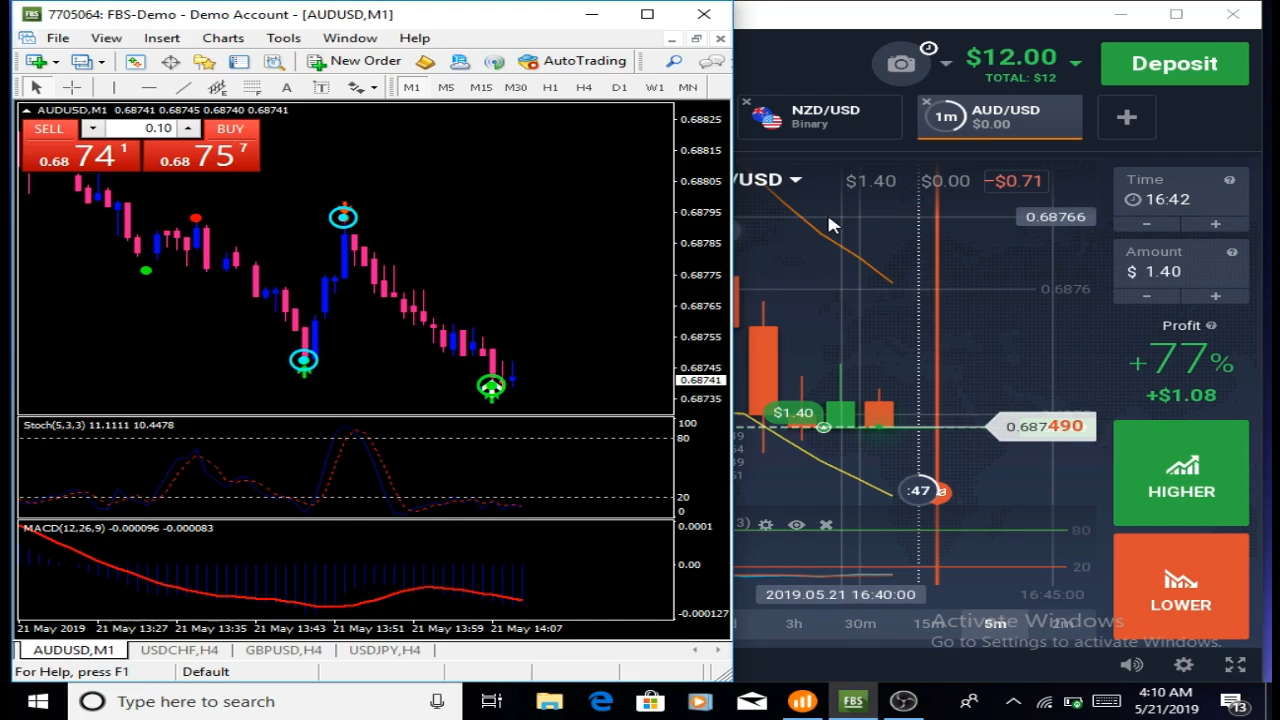 7705064: FBS-Demo - Demo Account - [AUDUSD,M1]
File View Insert Charts Tools Window Help
New Order AutoTrading
M1 M5 M15 M30 H1 H4 D1 W1 MN
AUDUSD,M1 0.68741 0.68745 0.68740 0.68741
SELL 0.10 BUY
0.68 74 1 0.68 75 7
0.68825
0.68815
0.68805
0.68795
0.68785
0.68775
0.68765
0.68755
0.68745
0.68741
0.68735
Stoch(5,3,3) 11.1111 10.4478
100
80
20
0
MACD(12,26,9) -0.000096 -0.000083
0.0001
0.00
-0.000127
21 May 2019 21 May 13:27 21 May 13:35 21 May 13:43 21 May 13:51 21 May 13:59 21 May 14:07
AUDUSD,M1 USDCHF,H4 GBPUSD,H4 USDJPY,H4
For Help, press F1 Default
$12.00
TOTAL: $12
Deposit
NZD/USD
Binary
1m
AUD/USD
$0.00
+
/USD $1.40 $0.00 -$0.71
0.68766
0.6876
$1.40
0.687490
:47
3)
80
20
2019.05.21 16:40:00
16:45:00
3h 30m 15m 5m 2m
Time
16:42
- +
Amount
$ 1.40
- +
Profit
+77%
+$1.08
HIGHER
LOWER
Activate Windows
Go to Settings to activate Windows.
Type here to search
FBS
4:10 AM
5/21/2019
13